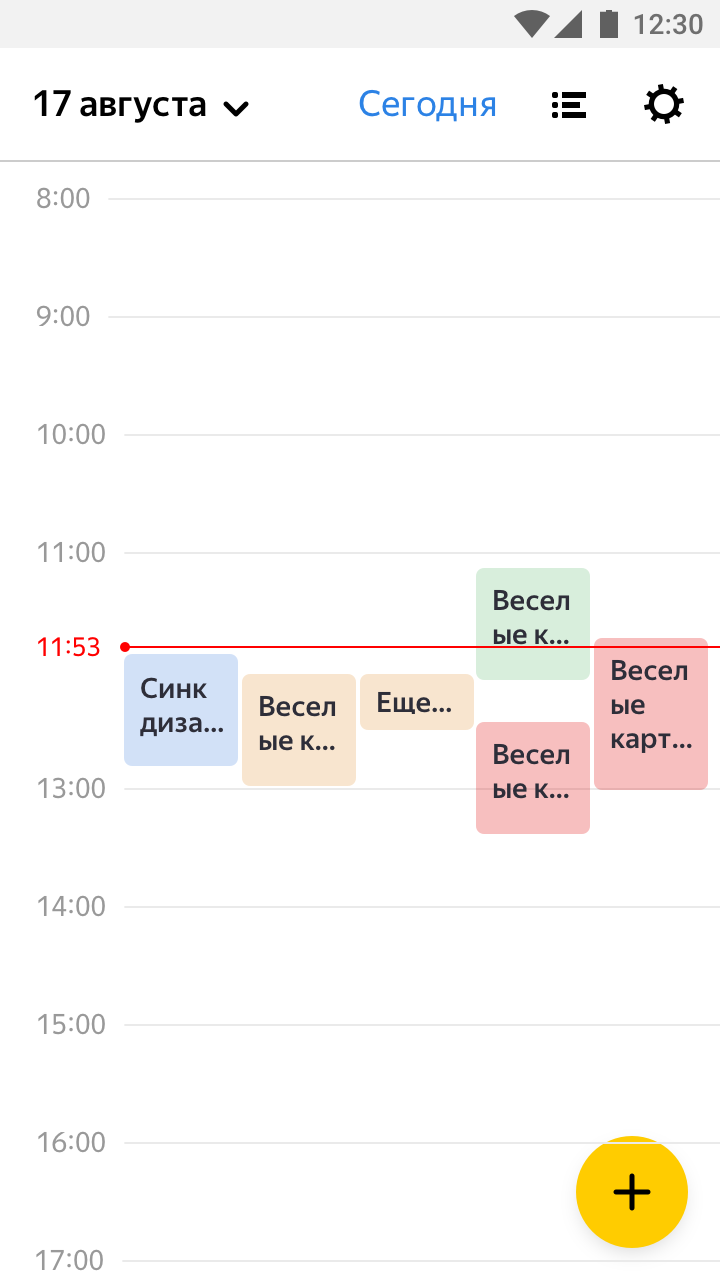 12:30
17 августа
Сегодня
8:00
9:00
10:00
11:00
Весел
ые к...
11:53
Синк
диза...
Весел
ые к...
Еще...
Весел
ые
карт...
Весел
ые к...
13:00
14:00
15:00
16:00
17:00